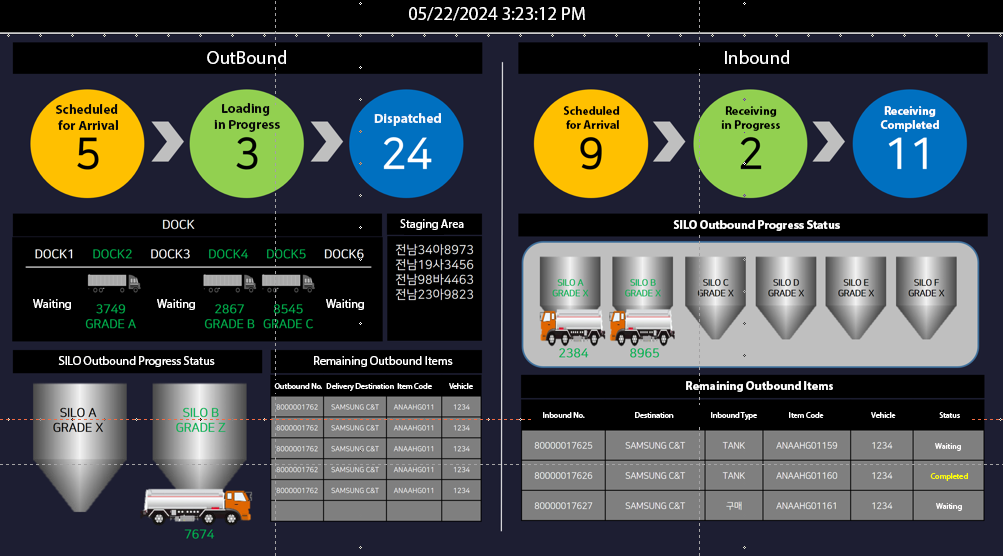 05/22/2024 3:23:12 PM
OutBound
Scheduled
for Arrival
5
Loading
in Progress
3
Dispatched
24
DOCK
DOCK1 DOCK2 DOCK3 DOCK4 DOCK5 DOCK6
Waiting
3749
GRADE A
Waiting
2867
GRADE B
8545
GRADE C
Waiting
Staging Area
전남34아8973
전남19사3456
전남98바4463
전남23아9823
SILO Outbound Progress Status
SILO A
GRADE X
SILO B
GRADE Z
7674
Remaining Outbound Items
Outbound No. Delivery Destination Item Code Vehicle
8000001762 SAMSUNG C&T ANAAHG011 1234
8000001762 SAMSUNG C&T ANAAHG011 1234
8000001762 SAMSUNG C&T ANAAHG011 1234
8000001762 SAMSUNG C&T ANAAHG011 1234
8000001762 SAMSUNG C&T ANAAHG011 1234
Inbound
Scheduled
for Arrival
9
Receiving
in Progress
2
Receiving
Completed
11
SILO Outbound Progress Status
SILO A
GRADE X
2384
SILO B
GRADE X
8965
SILO C
GRADE X
SILO D
GRADE X
SILO E
GRADE X
SILO F
GRADE X
Remaining Outbound Items
Inbound No. Destination Inbound Type Item Code Vehicle Status
80000017625 SAMSUNG C&T TANK ANAAHG01159 1234 Waiting
80000017626 SAMSUNG C&T TANK ANAAHG01160 1234 Completed
80000017627 SAMSUNG C&T 구매 ANAAHG01161 1234 Waiting